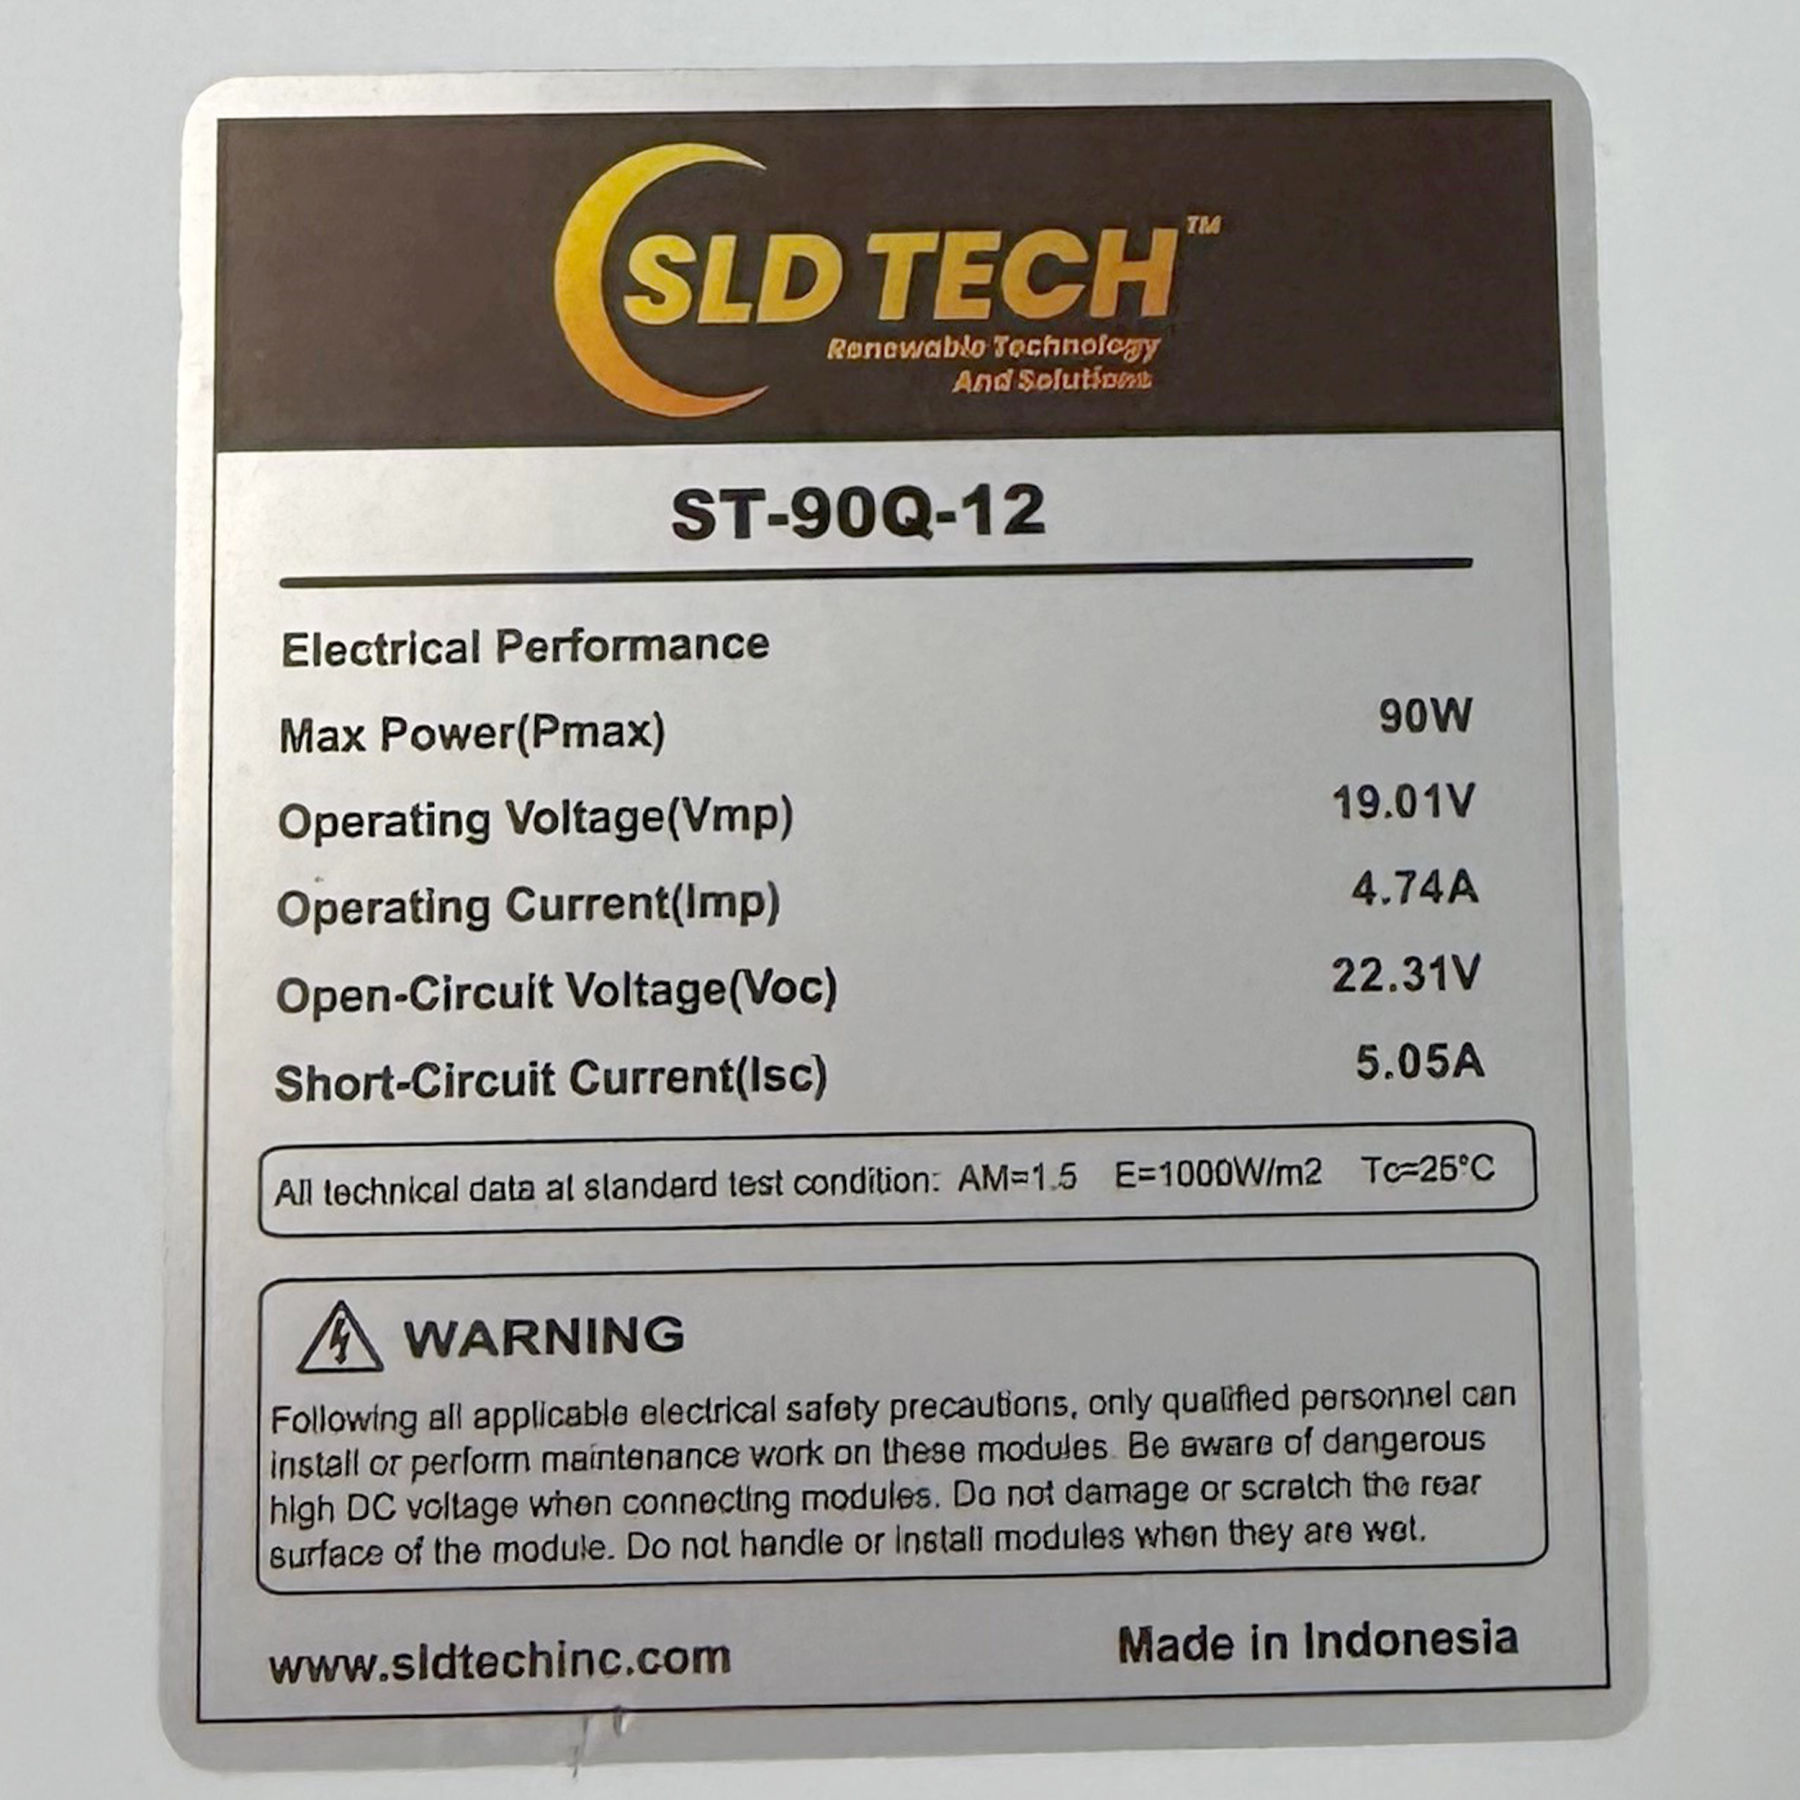 SLD TECH™
Renewable Technology
And Solutions
ST-90Q-12
Electrical Performance
Max Power(Pmax) 90W
Operating Voltage(Vmp) 19.01V
Operating Current(Imp) 4.74A
Open-Circuit Voltage(Voc) 22.31V
Short-Circuit Current(Isc) 5.05A
All technical data at standard test condition: AM=1.5 E=1000W/m2 Tc=25°C
WARNING
Following all applicable electrical safety precautions, only qualified personnel can
install or perform maintenance work on these modules. Be aware of dangerous
high DC voltage when connecting modules. Do not damage or scratch the rear
surface of the module. Do not handle or install modules when they are wet.
www.sldtechinc.com Made in Indonesia